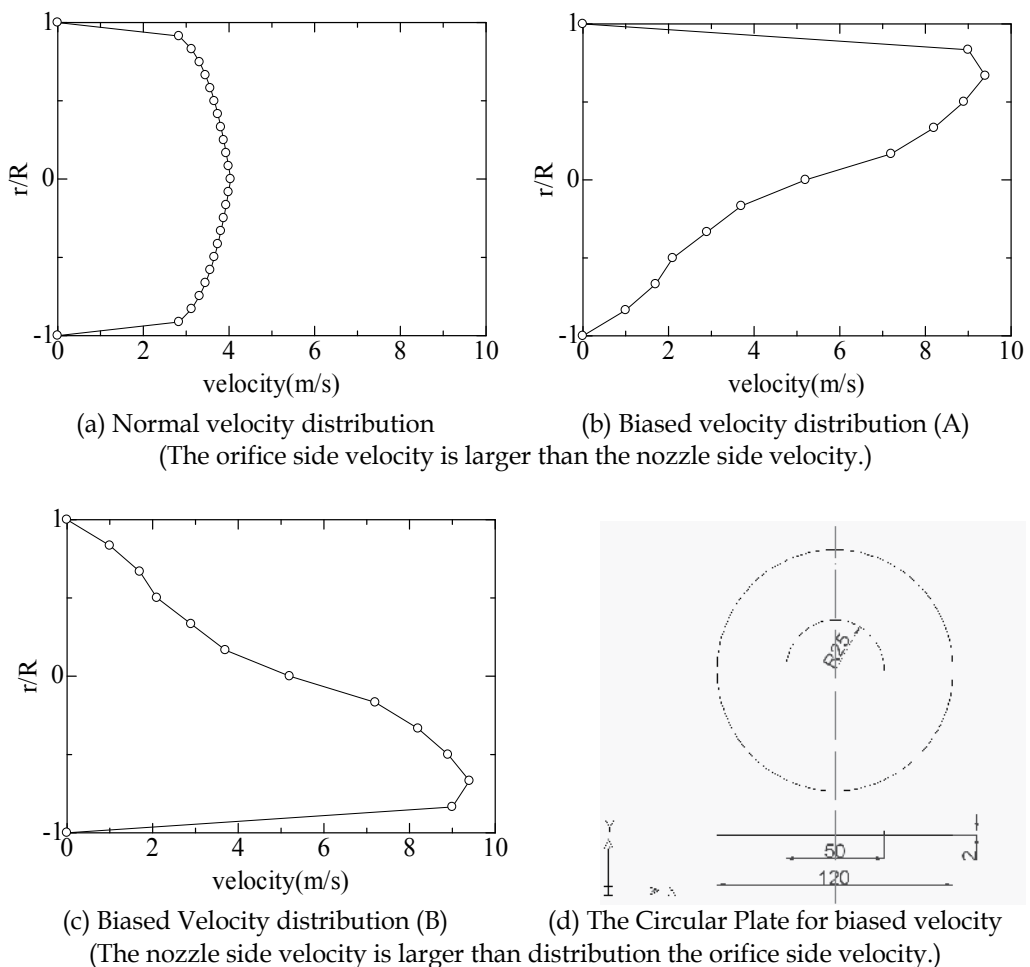 1
0
-1
r/R
0 2 4 6 8 10
velocity(m/s)
(a) Normal velocity distribution
1
0
-1
r/R
0 2 4 6 8 10
velocity(m/s)
(b) Biased velocity distribution (A)
(The orifice side velocity is larger than the nozzle side velocity.)
1
0
-1
r/R
0 2 4 6 8 10
velocity(m/s)
(c) Biased Velocity distribution (B)
R25
Y
50
2
120
(d) The Circular Plate for biased velocity
(The nozzle side velocity is larger than distribution the orifice side velocity.)